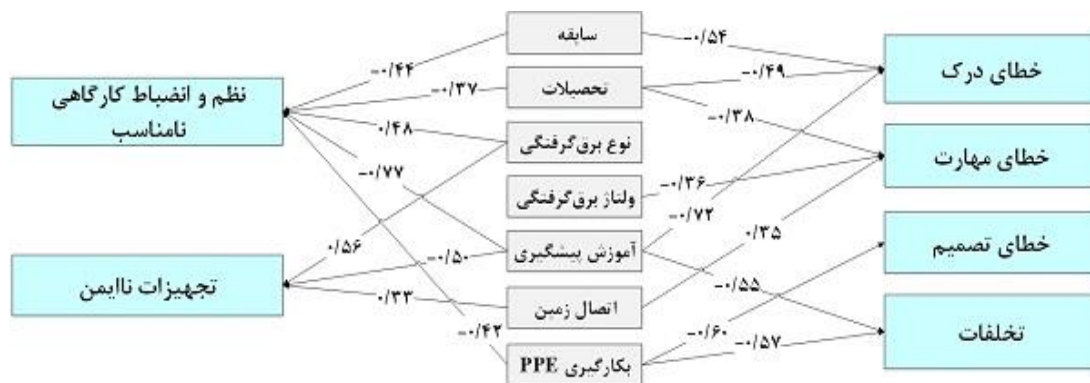 سابقه
تحصیلات
نوع برق‌گرفتگی
ولتاژ برق‌گرفتگی
آموزش پیشگیری
اتصال زمین
بکارگیری PPE
خطای درک
خطای مهارت
خطای تصمیم
تخلفات
نظم و انضباط کارگاهی
نامناسب
تجهیزات ناایمن
-۰/۵۴
-۰/۴۹
-۰/۳۸
-۰/۳۶
-۰/۷۲
۰/۳۵
-۰/۵۵
-۰/۶۰
-۰/۵۷
-۰/۴۴
-۰/۳۷
۰/۴۸
-۰/۷۷
۰/۵۶
-۰/۵۰
۰/۳۳
-۰/۴۲